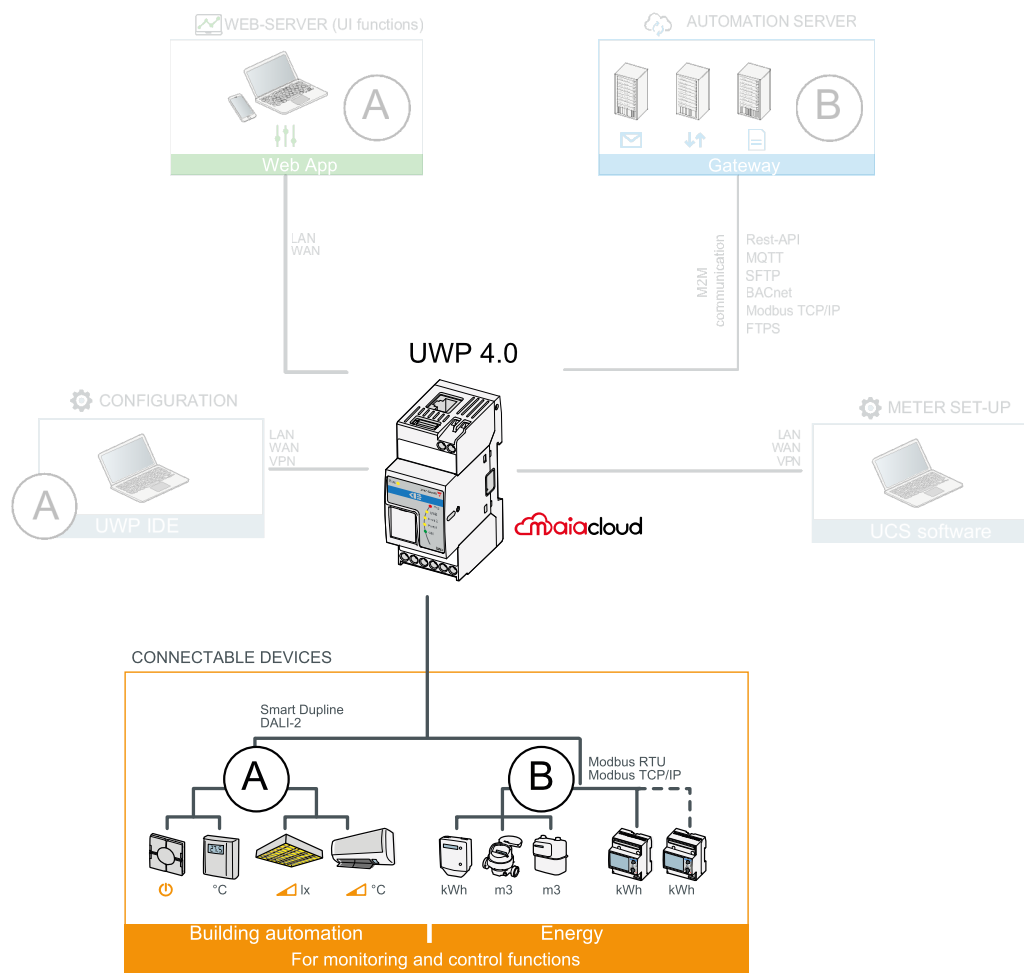 WEB-SERVER (UI functions)
A
Web App
AUTOMATION SERVER
B
Gateway
LAN
WAN
M2M
communication
Rest-API
MQTT
SFTP
BACnet
Modbus TCP/IP
FTPS
UWP 4.0
CONFIGURATION
A
UWP IDE
LAN
WAN
VPN
METER SET-UP
LAN
WAN
VPN
UCS software
maiacloud
CONNECTABLE DEVICES
Smart Dupline
DALI-2
A
B
Modbus RTU
Modbus TCP/IP
°C
lx
°C
kWh
m3
m3
kWh
kWh
Building automation
Energy
For monitoring and control functions